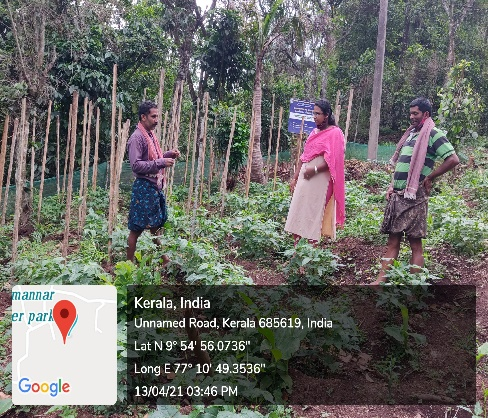 mannar
er park
Google
Kerala, India
Unnamed Road, Kerala 685619, India
Lat N 9° 54' 56.0736"
Long E 77° 10' 49.3536"
13/04/21 03:46 PM